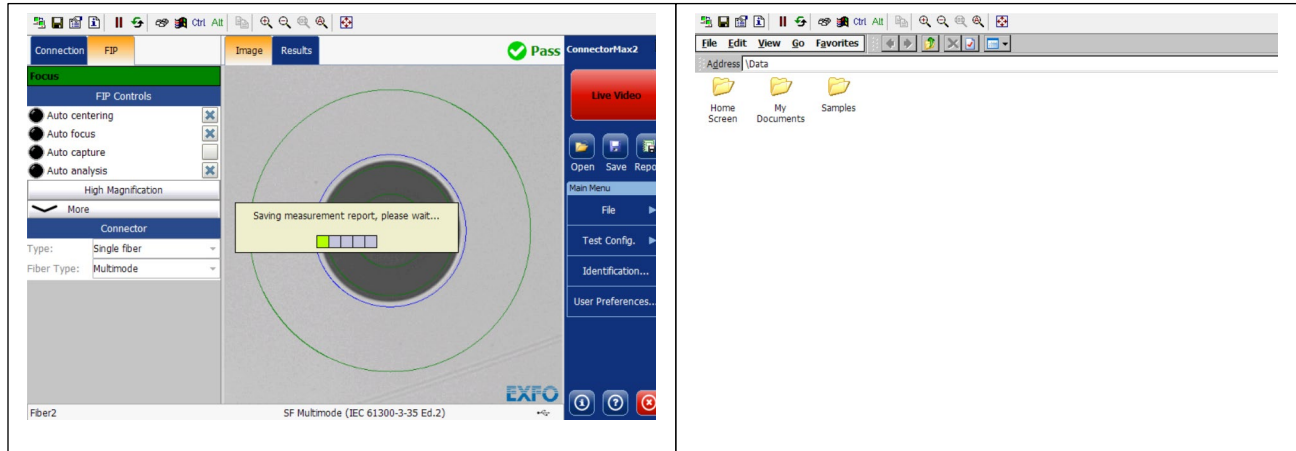 Ctrl Alt
Connection FIP
Image Results
Pass
ConnectorMax2
Focus
FIP Controls
Auto centering
Auto focus
Auto capture
Auto analysis
High Magnification
More
Connector
Type: Single fiber
Fiber Type: Multimode
Saving measurement report, please wait...
EXFO
Live Video
Open Save Repo
Main Menu
File
Test Config.
Identification...
User Preferences...
Fiber2
SF Multimode (IEC 61300-3-35 Ed.2)
Ctrl Alt
File Edit View Go Favorites
Address \Data
Home Screen
My Documents
Samples